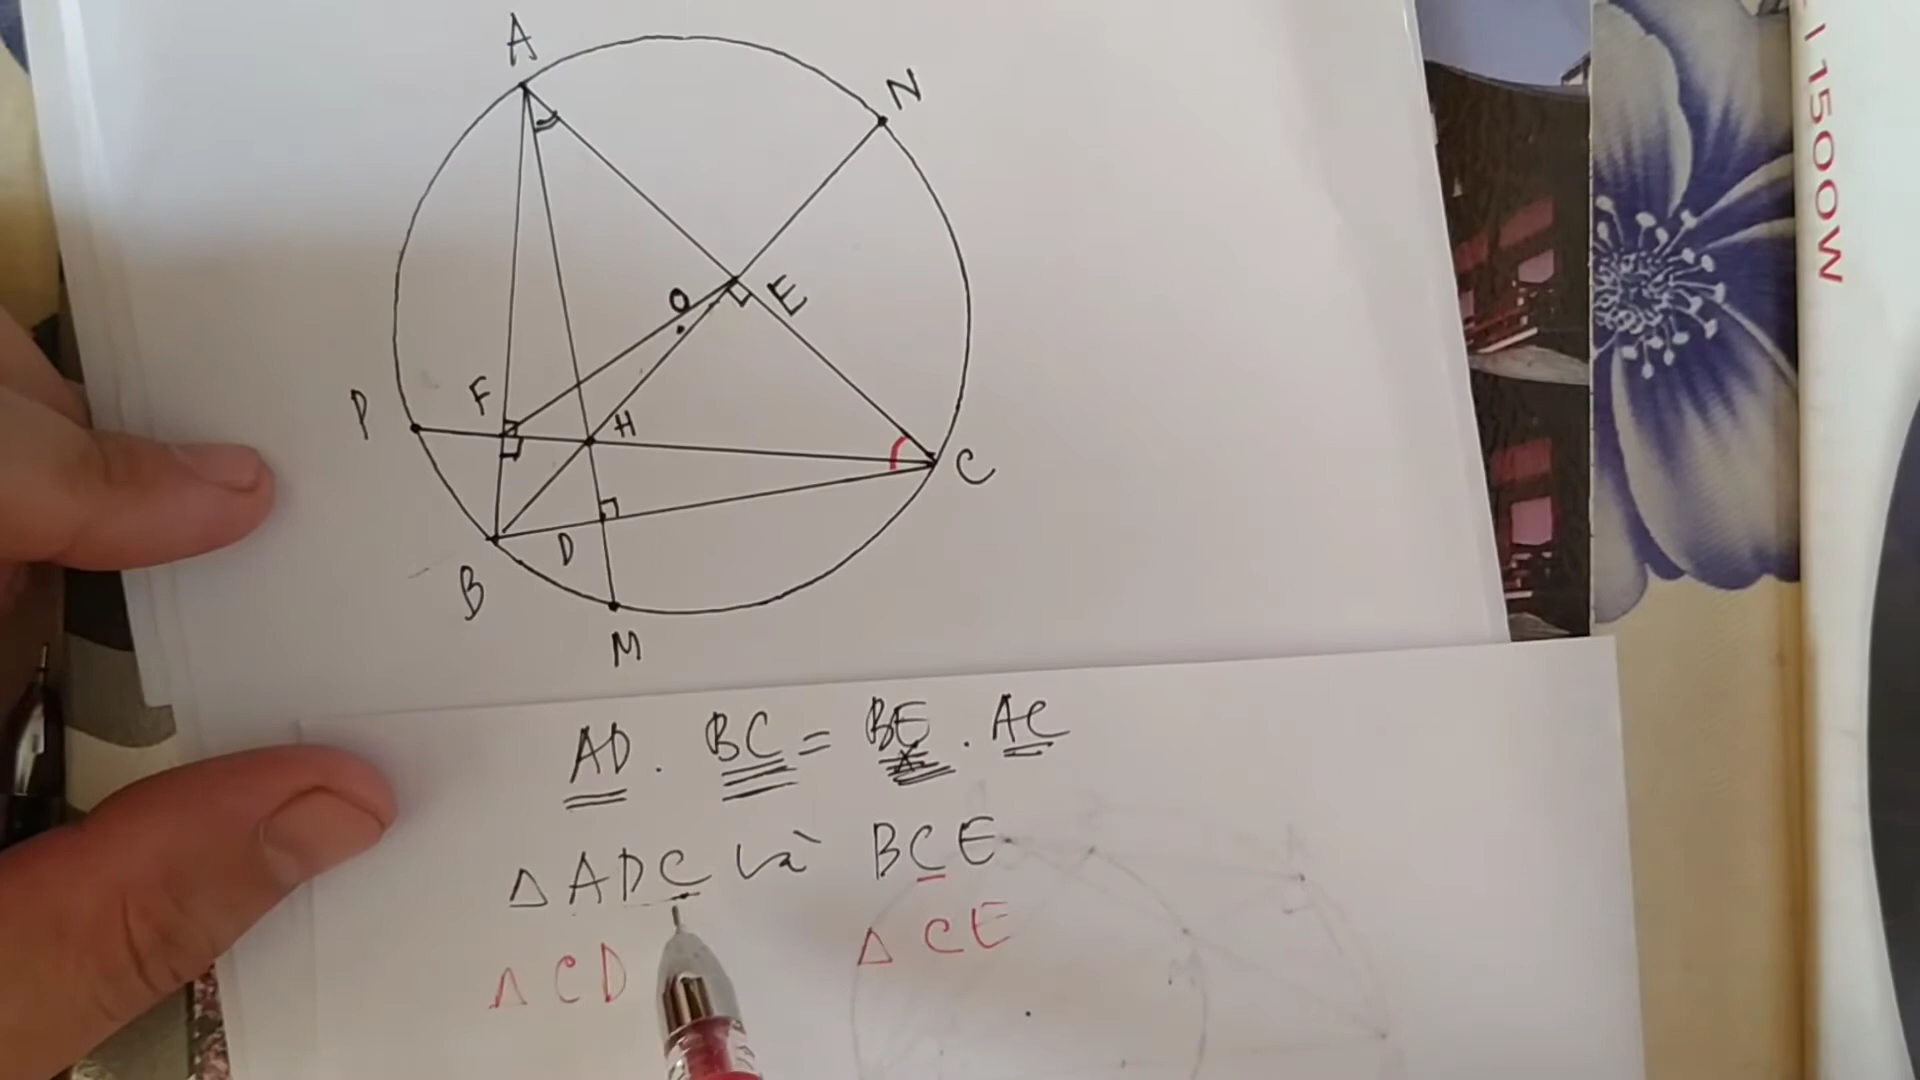 A
N
O
E
F
P
H
C
B
D
M
1500W
AD . BC = BE . AC
△ ADC và BCE
△ CD △ CE